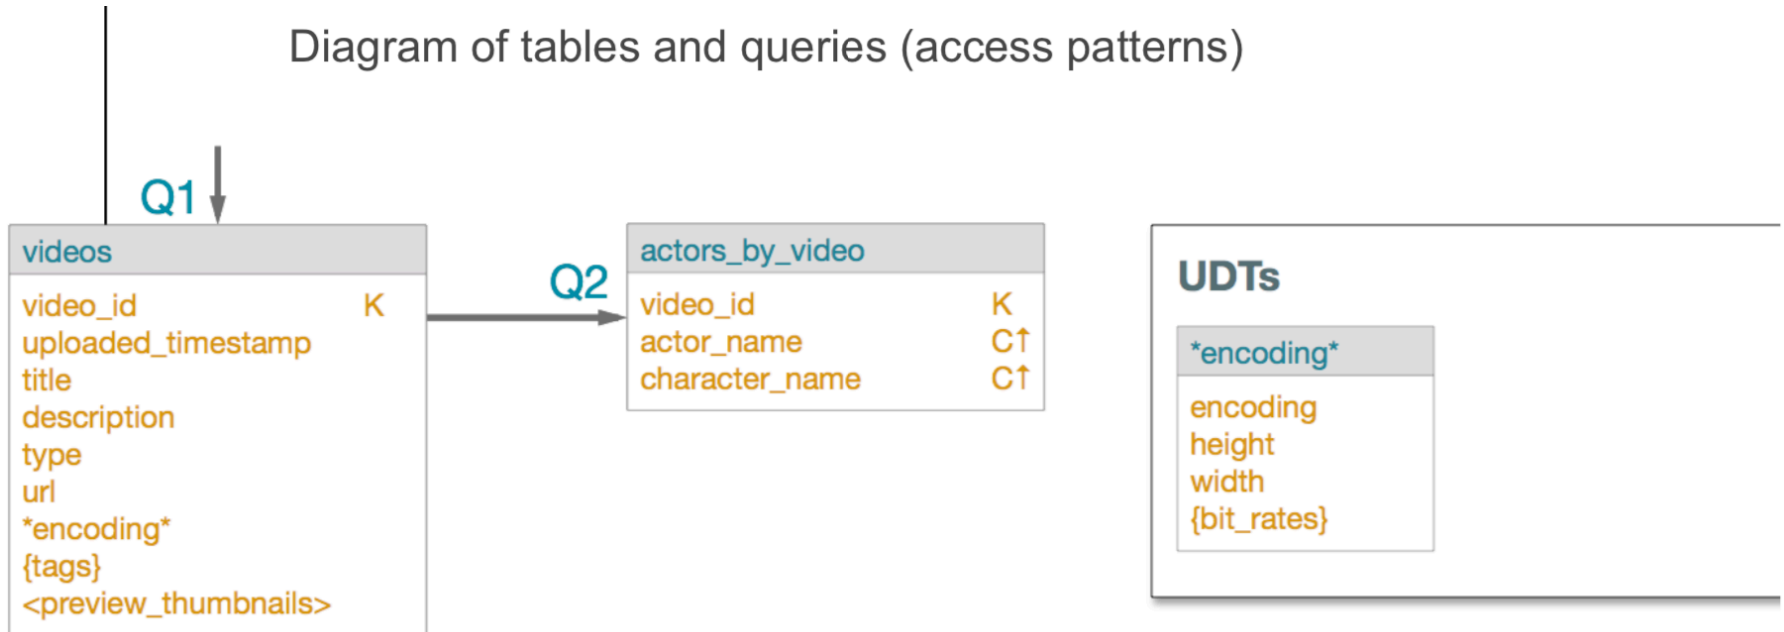 Diagram of tables and queries (access patterns)
Q1
videos
video_id K
uploaded_timestamp
title
description
type
url
*encoding*
{tags}
<preview_thumbnails>
Q2
actors_by_video
video_id K
actor_name C↑
character_name C↑
UDTs
*encoding*
encoding
height
width
{bit_rates}